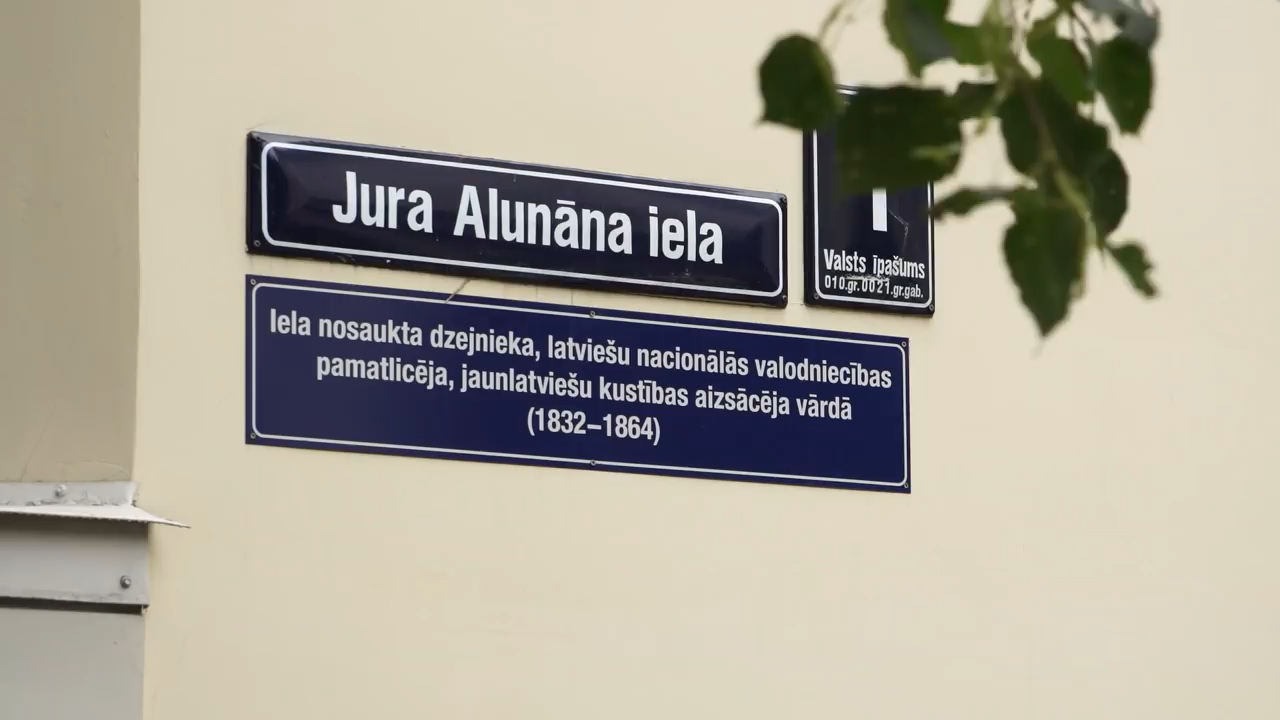 Jura Alunāna iela
Valsts īpašums
010.gr.0021.gr.gab.
Iela nosaukta dzejnieka, latviešu nacionālās valodniecības
pamatlicēja, jaunlatviešu kustības aizsācēja vārdā
(1832–1864)